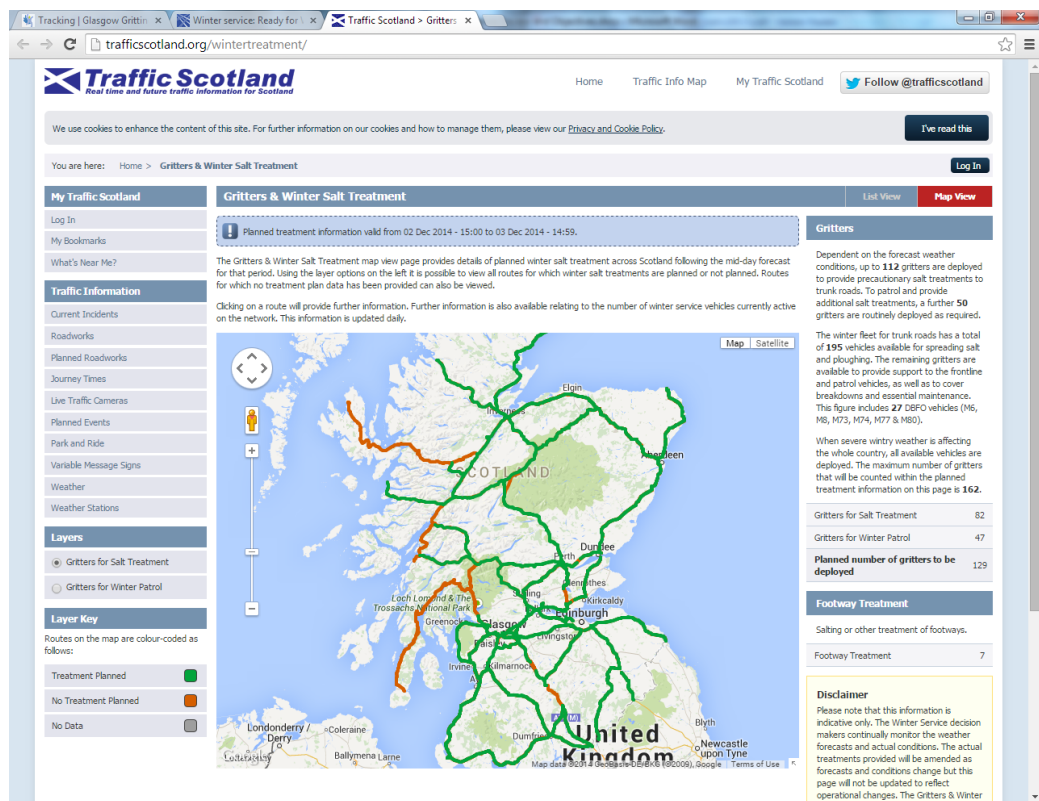 Tracking | Glasgow Grittin
Winter service: Ready for
Traffic Scotland > Gritters
trafficscotland.org/wintertreatment/
Traffic Scotland
Real time and future traffic information for Scotland
Home Traffic Info Map My Traffic Scotland Follow @trafficscotland
We use cookies to enhance the content of this site. For further information on our cookies and how to manage them, please view our Privacy and Cookie Policy.
I've read this
You are here: Home > Gritters & Winter Salt Treatment
Log In
My Traffic Scotland
Log In
My Bookmarks
What's Near Me?
Traffic Information
Current Incidents
Roadworks
Planned Roadworks
Journey Times
Live Traffic Cameras
Planned Events
Park and Ride
Variable Message Signs
Weather
Weather Stations
Layers
Gritters for Salt Treatment
Gritters for Winter Patrol
Layer Key
Routes on the map are colour-coded as
follows:
Treatment Planned
No Treatment Planned
No Data
Gritters & Winter Salt Treatment
List View Map View
Planned treatment information valid from 02 Dec 2014 - 15:00 to 03 Dec 2014 - 14:59.
The Gritters & Winter Salt Treatment map view page provides details of planned winter salt treatment across Scotland following the mid-day forecast
for that period. Using the layer options on the left it is possible to view all routes for which winter salt treatments are planned or not planned. Routes
for which no treatment plan data has been provided can also be viewed.
Clicking on a route will provide further information. Further information is also available relating to the number of winter service vehicles currently active
on the network. This information is updated daily.
Map Satellite
Elgin
Inverness
Aberdeen
SCOTLAND
Dundee
Perth
Glenrothes
Loch Lomond & The
Trossachs National Park
Stirling
Kirkcaldy
Greenock
Glasgow
Edinburgh
Paisley
Livingston
Irvine
Kilmarnock
A(M)
Londonderry /
Derry
Coleraine
Dumfries
United
Kingdom
Blyth
Newcastle
upon Tyne
Ballymena Larne
Map data ©2014 GeoBasis-DE/BKG (©2009), Google Terms of Use
Gritters
Dependent on the forecast weather
conditions, up to 112 gritters are deployed
to provide precautionary salt treatments to
trunk roads. To patrol and provide
additional salt treatments, a further 50
gritters are routinely deployed as required.
The winter fleet for trunk roads has a total
of 195 vehicles available for spreading salt
and ploughing. The remaining gritters are
available to provide support to the frontline
and patrol vehicles, as well as to cover
breakdowns and essential maintenance.
This figure includes 27 DBFO vehicles (M6,
M8, M73, M74, M77 & M80).
When severe wintry weather is affecting
the whole country, all available vehicles are
deployed. The maximum number of gritters
that will be counted within the planned
treatment information on this page is 162.
Gritters for Salt Treatment 82
Gritters for Winter Patrol 47
Planned number of gritters to be
deployed 129
Footway Treatment
Salting or other treatment of footways.
Footway Treatment 7
Disclaimer
Please note that this information is
indicative only. The Winter Service decision
makers continually monitor the weather
forecasts and actual conditions. The actual
treatments provided will be amended as
forecasts and conditions change but this
page will not be updated to reflect
operational changes. The Gritters & Winter